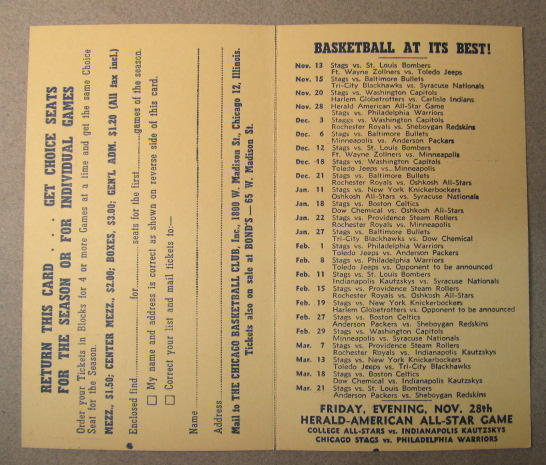 RETURN THIS CARD . . . GET CHOICE SEATS
FOR THE SEASON OR FOR INDIVIDUAL GAMES
Order your Tickets in Blocks for 4 or more Games at a time and get the same Choice
Seat for the Season.
MEZZ., $1.50; CENTER MEZZ., $2.00; BOXES, $3.00; GEN'L ADM. $1.20 (All tax incl.)
Enclosed find for seats for the first games of the season.
My name and address is correct as shown on reverse side of this card.
Correct your list and mail tickets to:—
Name
Address
Mail to THE CHICAGO BASKETBALL CLUB, Inc., 1800 W. Madison St., Chicago 12, Illinois.
Tickets also on sale at BOND'S — 65 W. Madison St.
BASKETBALL AT ITS BEST!
Nov. 13 Stags vs. St. Louis Bombers
Ft. Wayne Zollners vs. Toledo Jeeps
Nov. 15 Stags vs. Baltimore Bullets
Tri-City Blackhawks vs. Syracuse Nationals
Nov. 20 Stags vs. Washington Capitols
Harlem Globetrotters vs. Carlisle Indians
Nov. 28 Herald American All-Star Game
Stags vs. Philadelphia Warriors
Dec. 3 Staggs vs. Washington Capitols
Rochester Royals vs. Sheboygan Redskins
Dec. 6 Stags vs. Baltimore Bullets
Minneapolis vs. Anderson Packers
Dec. 12 Stags vs. St. Louis Bombers
Ft. Wayne Zollners vs. Minneapolis
Dec. 18 Stags vs. Washington Capitols
Toledo Jeeps vs. Minneapolis
Dec. 21 Stags vs. Baltimore Bullets
Rochester Royals vs. Oshkosh All-Stars
Jan. 11 Stags vs. New York Knickerbockers
Oshkosh All-Stars vs. Syracuse Nationals
Jan. 18 Stags vs. Boston Celtics
Dow Chemical vs. Oshkosh All-Stars
Jan. 22 Stags vs. Providence Steam Rollers
Rochester Royals vs. Minneapolis
Jan. 27 Stags vs. Baltimore Bullets
Tri-City Blackhawks vs. Dow Chemical
Feb. 1 Stags vs. Philadelphia Warriors
Toledo Jeeps vs. Anderson Packers
Feb. 8 Stags vs. Philadelphia Warriors
Toledo Jeeps vs. Opponent to be announced
Feb. 11 Stags vs. St. Louis Bombers
Indianapolis Kautzskys vs. Syracuse Nationals
Feb. 15 Stags vs. Providence Steam Rollers
Rochester Royals vs. Oshkosh All-Stars
Feb. 19 Stags vs. New York Knickerbockers
Harlem Globetrotters vs. Opponent to be announced
Feb. 27 Stags vs. Boston Celtics
Anderson Packers vs. Sheboygan Redskins
Feb. 29 Stags vs. Washington Capitols
Minneapolis vs. Syracuse Nationals
Mar. 7 Stags vs. Providence Steam Rollers
Rochester Royals vs. Indianapolis Kautzskys
Mar. 13 Stags vs. New York Knickerbockers
Toledo Jeeps vs. Tri-City Blackhawks
Mar. 18 Stags vs. Boston Celtics
Dow Chemical vs. Indianapolis Kautzskys
Mar. 21 Stags vs. St. Louis Bombers
Anderson Packers vs. Sheboygan Redskins
FRIDAY, EVENING, NOV. 28th
HERALD-AMERICAN ALL-STAR GAME
COLLEGE ALL-STARS vs. INDIANAPOLIS KAUTZSKYS
CHICAGO STAGS vs. PHILADELPHIA WARRIORS